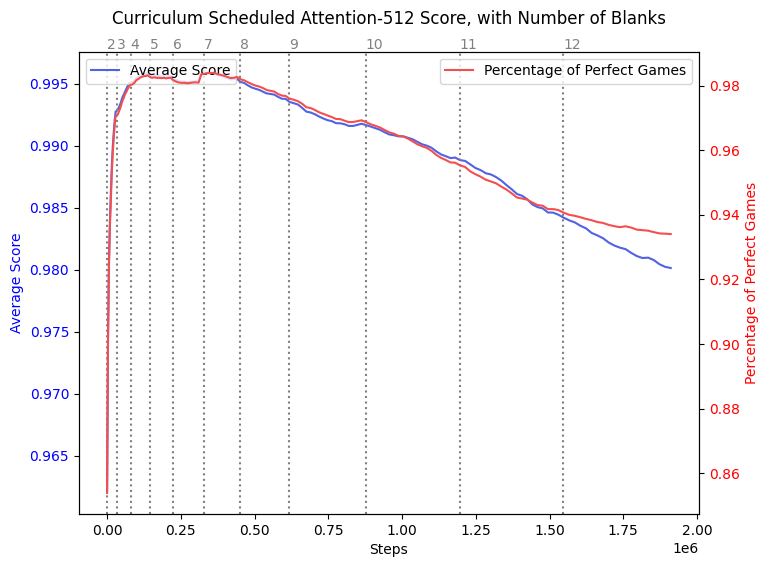 Curriculum Scheduled Attention-512 Score, with Number of Blanks
2 3 4 5 6 7 8 9 10 11 12
Average Score
Percentage of Perfect Games
0.995
0.990
0.985
0.980
0.975
0.970
0.965
Average Score
0.98
0.96
0.94
0.92
0.90
0.88
0.86
Percentage of Perfect Games
0.00 0.25 0.50 0.75 1.00 1.25 1.50 1.75 2.00
1e6
Steps